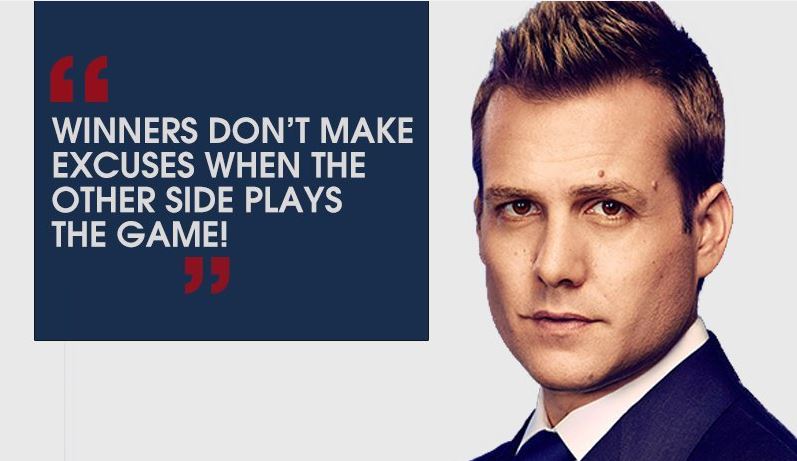 “
WINNERS DON’T MAKE
EXCUSES WHEN THE
OTHER SIDE PLAYS
THE GAME!
”